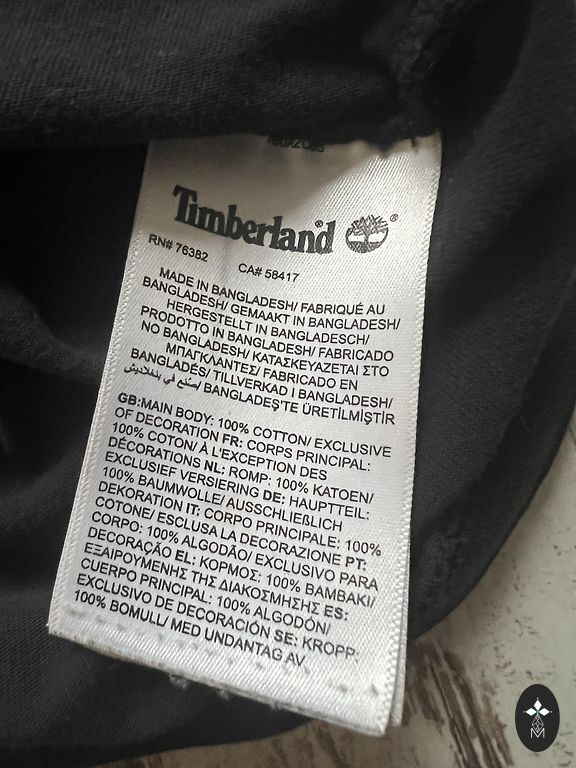 Timberland®
RN# 76382
CA# 58417
MADE IN BANGLADESH/ FABRIQUÉ AU
BANGLADESH/ GEMAAKT IN BANGLADESH/
HERGESTELLT IN BANGLADESCH/
PRODOTTO IN BANGLADESH/ FABRICADO
NO BANGLADESH/ ΚΑΤΑΣΚΕΥΑΖΕΤΑΙ ΣΤΟ
ΜΠΑΓΚΛΑΝΤΕΣ/ FABRICADO EN
BANGLADÉS/ TILLVERKAD I BANGLADESH/
صنع في بنغلاديش/ BANGLADEŞ'TE ÜRETİLMİŞTİR
GB:MAIN BODY: 100% COTTON/ EXCLUSIVE
OF DECORATION FR: CORPS PRINCIPAL:
100% COTON/ À L'EXCEPTION DES
DÉCORATIONS NL: ROMP: 100% KATOEN/
EXCLUSIEF VERSIERING DE: HAUPTTEIL:
100% BAUMWOLLE/ AUSSCHLIEßLICH
DEKORATION IT: CORPO PRINCIPALE: 100%
COTONE/ ESCLUSA LA DECORAZIONE PT:
CORPO: 100% ALGODÃO/ EXCLUSIVO PARA
DECORAÇÃO EL: ΚΟΡΜΟΣ: 100% ΒΑΜΒΑΚΙ/
ΕΞΑΙΡΟΥΜΕΝΗΣ ΤΗΣ ΔΙΑΚΟΣΜΗΣΗΣ ES:
CUERPO PRINCIPAL: 100% ALGODÓN/
EXCLUSIVO DE DECORACIÓN SE: KROPP:
100% BOMULL/ MED UNDANTAG AV